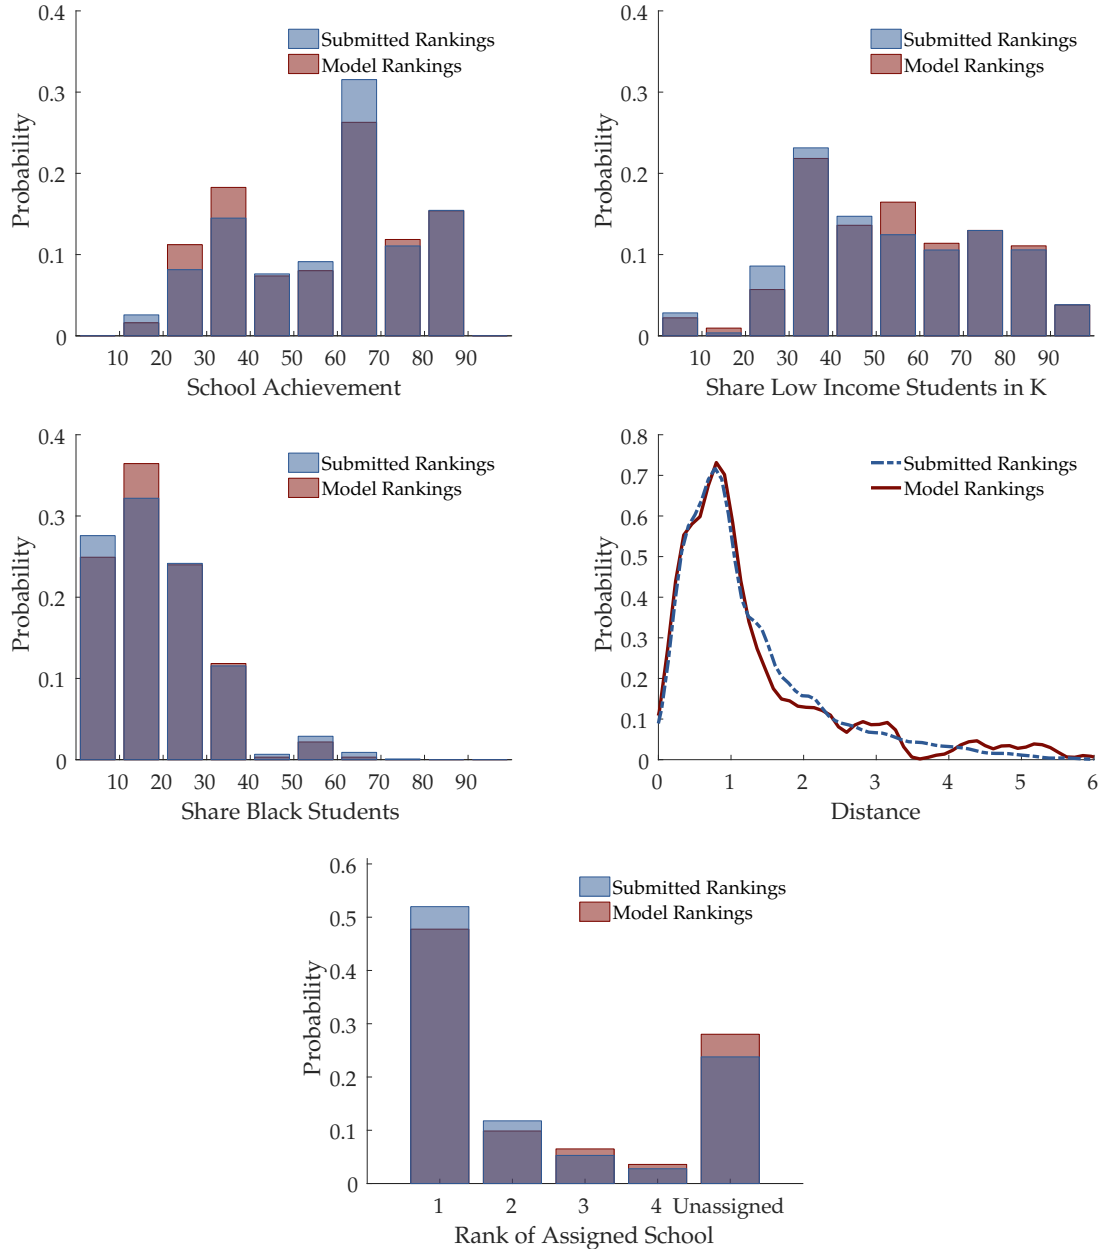 0.4
0.3
0.2
0.1
0
Probability
Submitted Rankings
Model Rankings
10 20 30 40 50 60 70 80 90
School Achievement
0.4
0.3
0.2
0.1
0
Probability
Submitted Rankings
Model Rankings
10 20 30 40 50 60 70 80 90
Share Low Income Students in K
0.4
0.3
0.2
0.1
0
Probability
Submitted Rankings
Model Rankings
10 20 30 40 50 60 70 80 90
Share Black Students
0.8
0.7
0.6
0.5
0.4
0.3
0.2
0.1
0
Probability
Submitted Rankings
Model Rankings
0 1 2 3 4 5 6
Distance
0.6
0.5
0.4
0.3
0.2
0.1
0
Probability
Submitted Rankings
Model Rankings
1 2 3 4 Unassigned
Rank of Assigned School